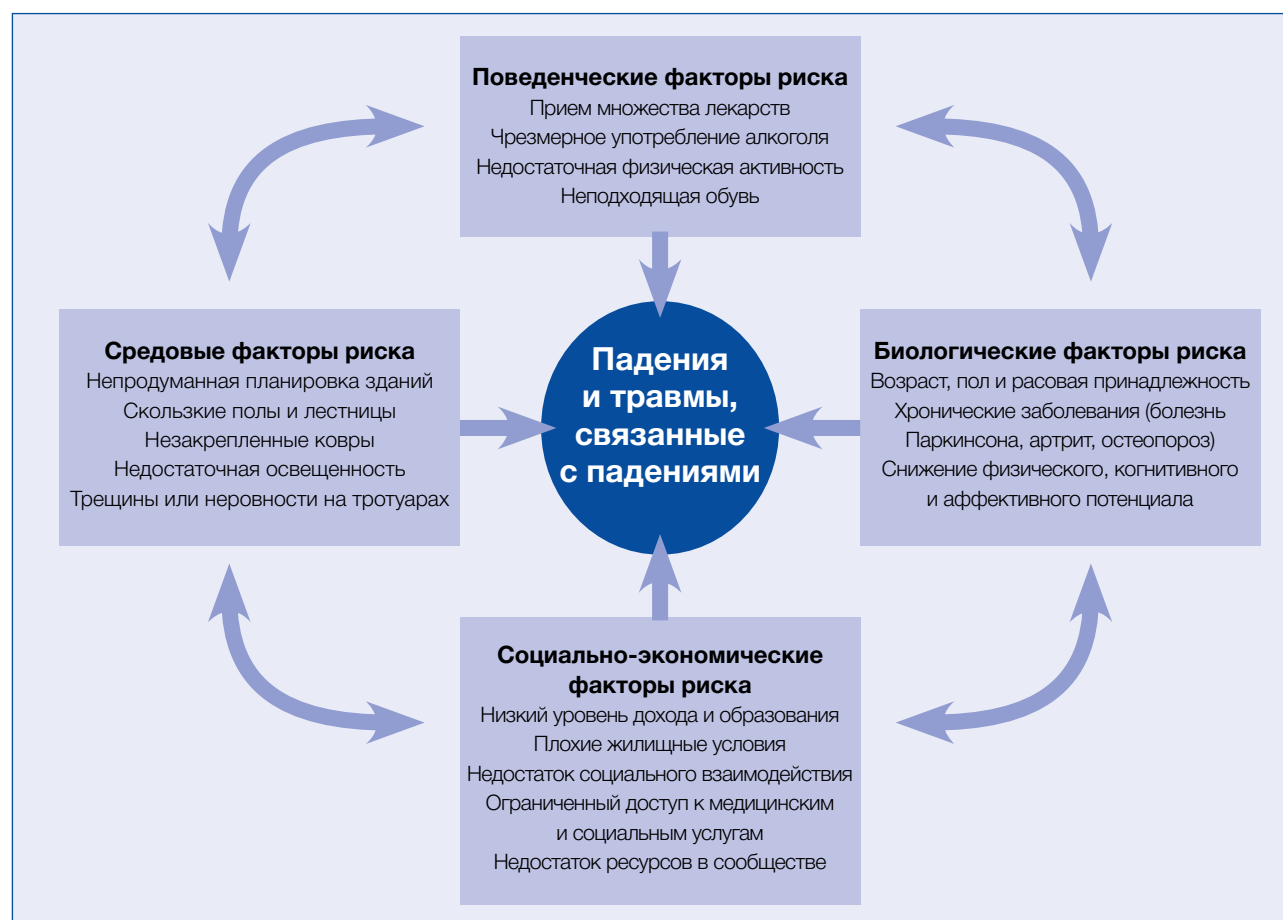 Поведенческие факторы риска
Прием множества лекарств
Чрезмерное употребление алкоголя
Недостаточная физическая активность
Неподходящая обувь
Средовые факторы риска
Непродуманная планировка зданий
Скользкие полы и лестницы
Незакрепленные ковры
Недостаточная освещенность
Трещины или неровности на тротуарах
Падения
и травмы,
связанные
с падениями
Биологические факторы риска
Возраст, пол и расовая принадлежность
Хронические заболевания (болезнь
Паркинсона, артрит, остеопороз)
Снижение физического, когнитивного
и аффективного потенциала
Социально-экономические
факторы риска
Низкий уровень дохода и образования
Плохие жилищные условия
Недостаток социального взаимодействия
Ограниченный доступ к медицинским
и социальным услугам
Недостаток ресурсов в сообществе